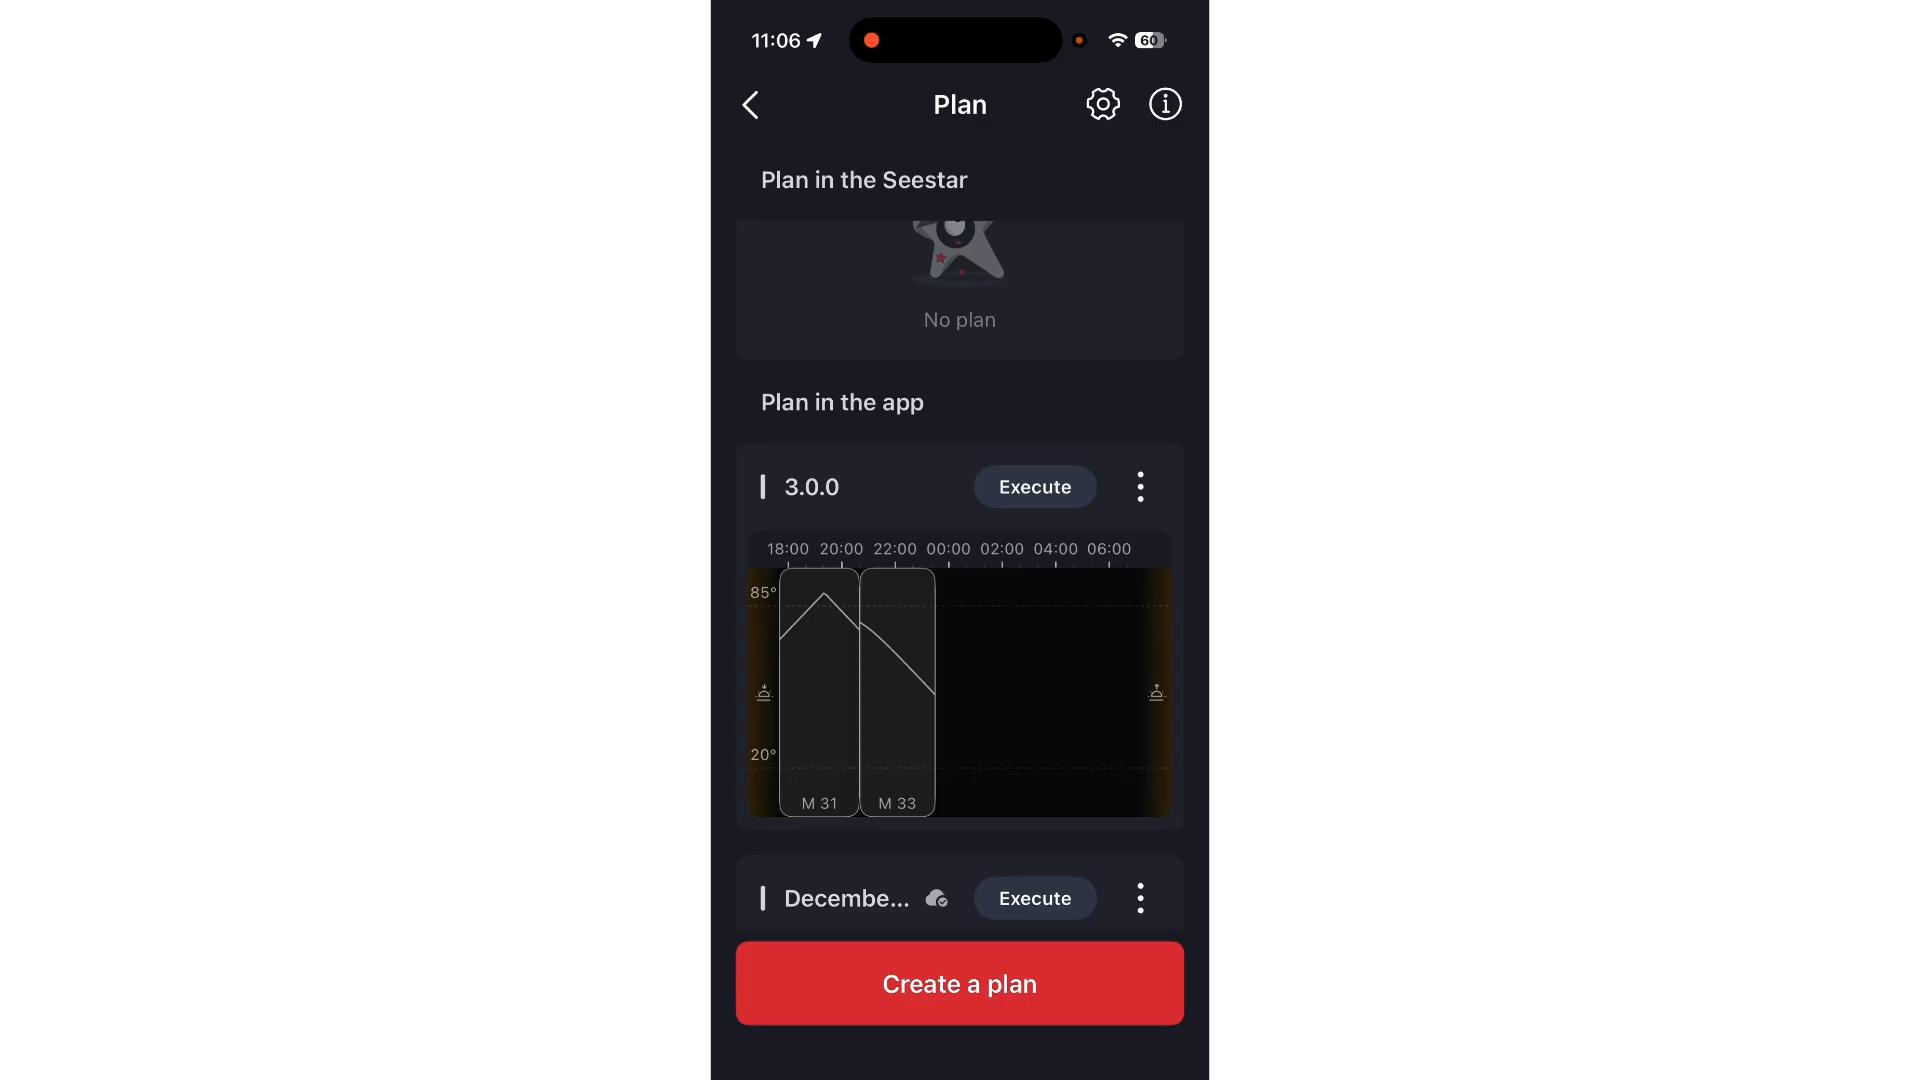 11:06
60
Plan
Plan in the Seestar
No plan
Plan in the app
3.0.0
Execute
18:00 20:00 22:00 00:00 02:00 04:00 06:00
85°
20°
M 31
M 33
Decembe...
Execute
Create a plan